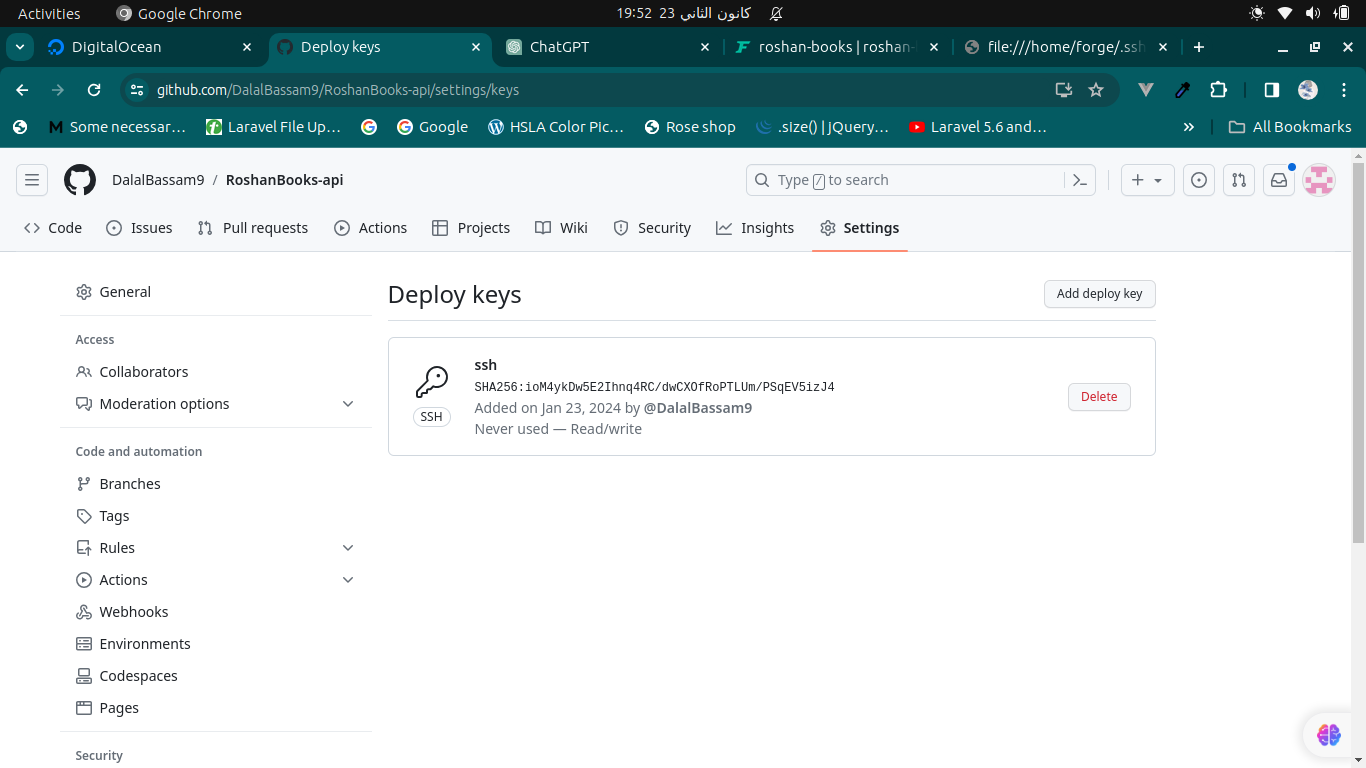 Activities
Google Chrome
19:52 23 كانون الثاني
DigitalOcean
Deploy keys
ChatGPT
roshan-books | roshan-
file:///home/forge/.ssh
github.com/DalalBassam9/RoshanBooks-api/settings/keys
Some necessar...
Laravel File Up...
Google
HSLA Color Pic...
Rose shop
.size() | jQuery...
Laravel 5.6 and...
All Bookmarks
DalalBassam9 / RoshanBooks-api
Type / to search
Code
Issues
Pull requests
Actions
Projects
Wiki
Security
Insights
Settings
General
Access
Collaborators
Moderation options
Code and automation
Branches
Tags
Rules
Actions
Webhooks
Environments
Codespaces
Pages
Security
Deploy keys
Add deploy key
SSH
ssh
SHA256:ioM4ykDw5E2Ihnq4RC/dwCXOfRoPTLUm/PSqEV5izJ4
Added on Jan 23, 2024 by @DalalBassam9
Never used — Read/write
Delete